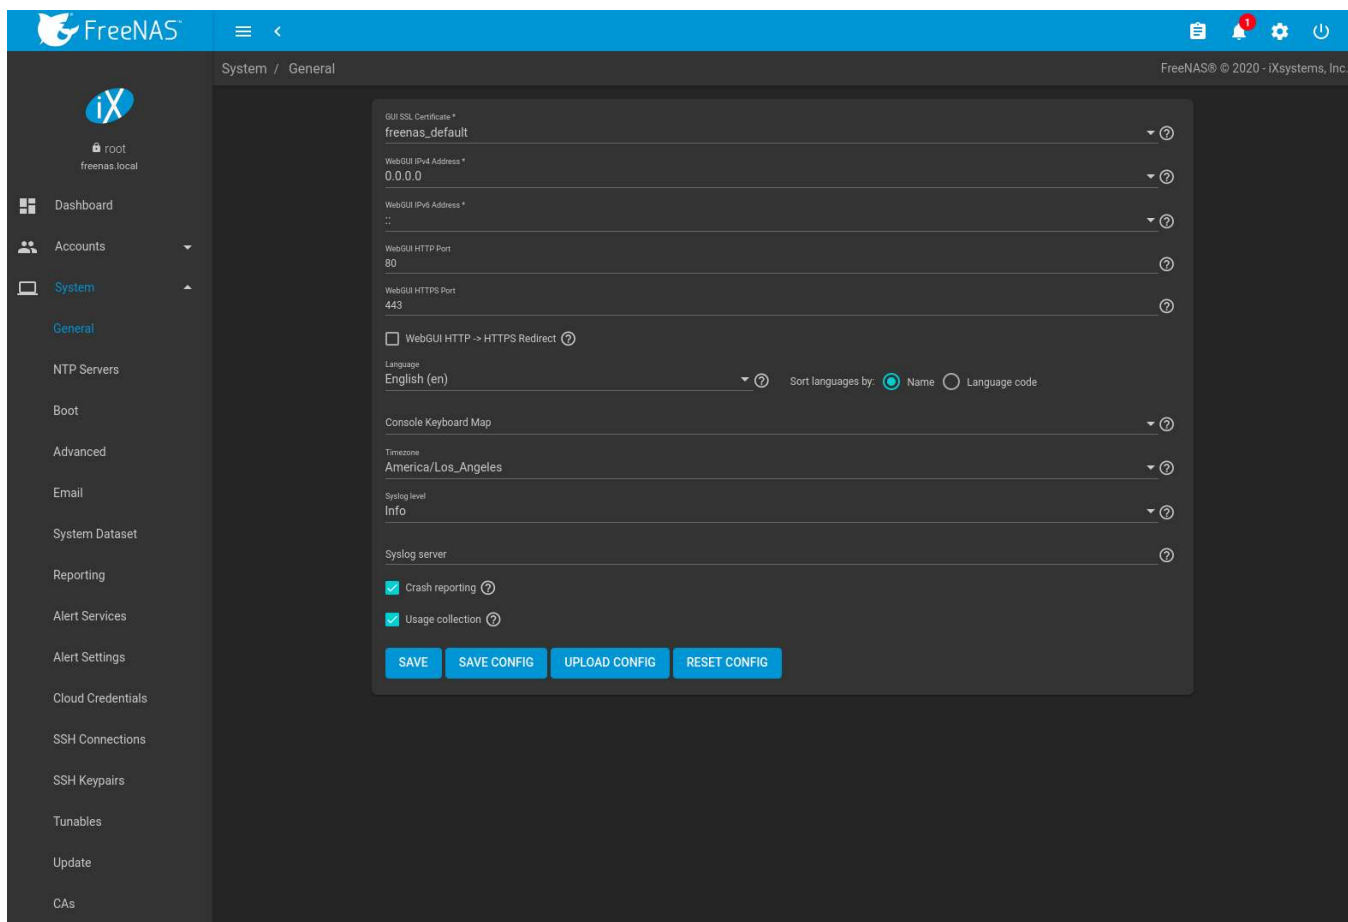 FreeNAS™
1
System / General
FreeNAS® © 2020 - iXsystems, Inc.
iX
root
freenas.local
Dashboard
Accounts
System
General
NTP Servers
Boot
Advanced
Email
System Dataset
Reporting
Alert Services
Alert Settings
Cloud Credentials
SSH Connections
SSH Keypairs
Tunables
Update
CAs
GUI SSL Certificate *
freenas_default
WebGUI IPv4 Address *
0.0.0.0
WebGUI IPv6 Address *
::
WebGUI HTTP Port
80
WebGUI HTTPS Port
443
WebGUI HTTP -> HTTPS Redirect
Language
English (en)
Sort languages by: Name Language code
Console Keyboard Map
Timezone
America/Los_Angeles
Syslog level
Info
Syslog server
Crash reporting
Usage collection
SAVE SAVE CONFIG UPLOAD CONFIG RESET CONFIG